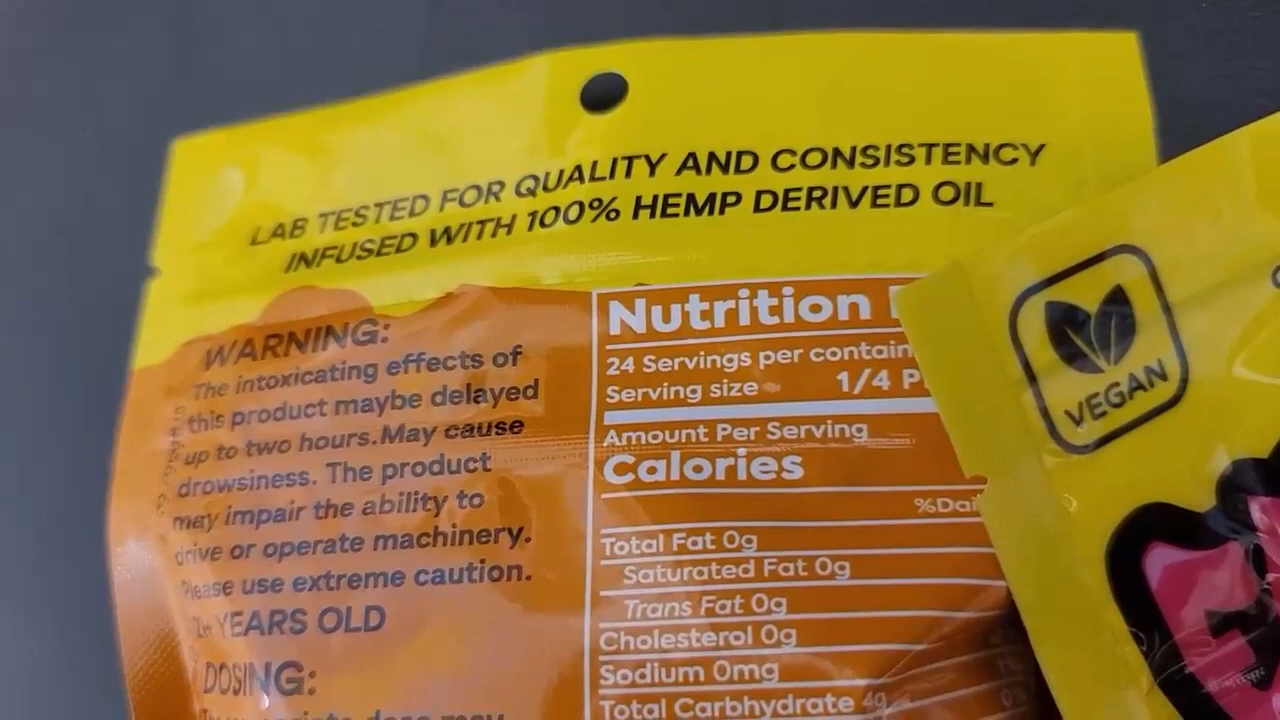 LAB TESTED FOR QUALITY AND CONSISTENCY
INFUSED WITH 100% HEMP DERIVED OIL
WARNING:
The intoxicating effects of
this product maybe delayed
up to two hours.May cause
drowsiness. The product
may impair the ability to
drive or operate machinery.
Please use extreme caution.
21+ YEARS OLD
DOSING:
Nutrition
24 Servings per contain
Serving size 1/4 P
Amount Per Serving
Calories
%Dai
Total Fat 0g
Saturated Fat 0g
Trans Fat 0g
Cholesterol 0g
Sodium 0mg
Total Carbohydrate 4g
VEGAN